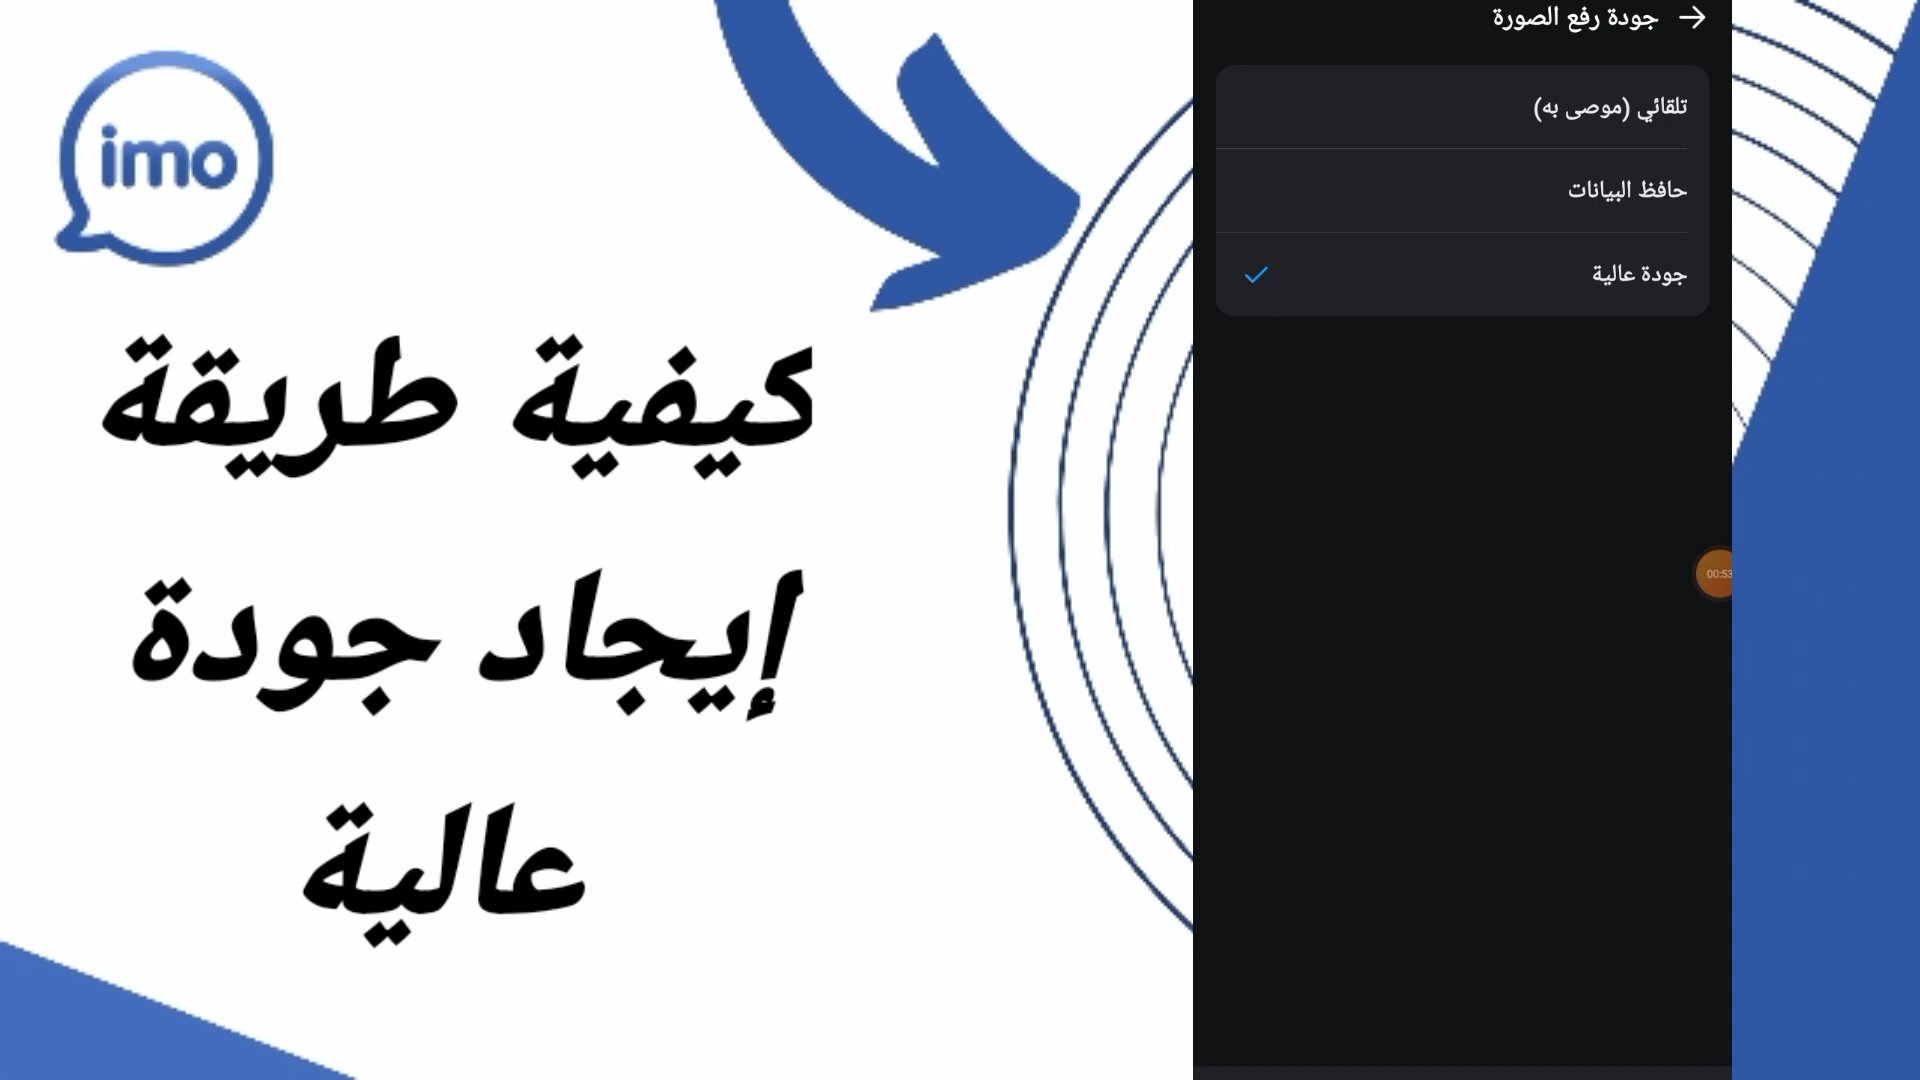 imo
كيفية طريقة
إيجاد جودة
عالية
جودة رفع الصورة
تلقائي (موصى به)
حافظ البيانات
جودة عالية
00:53